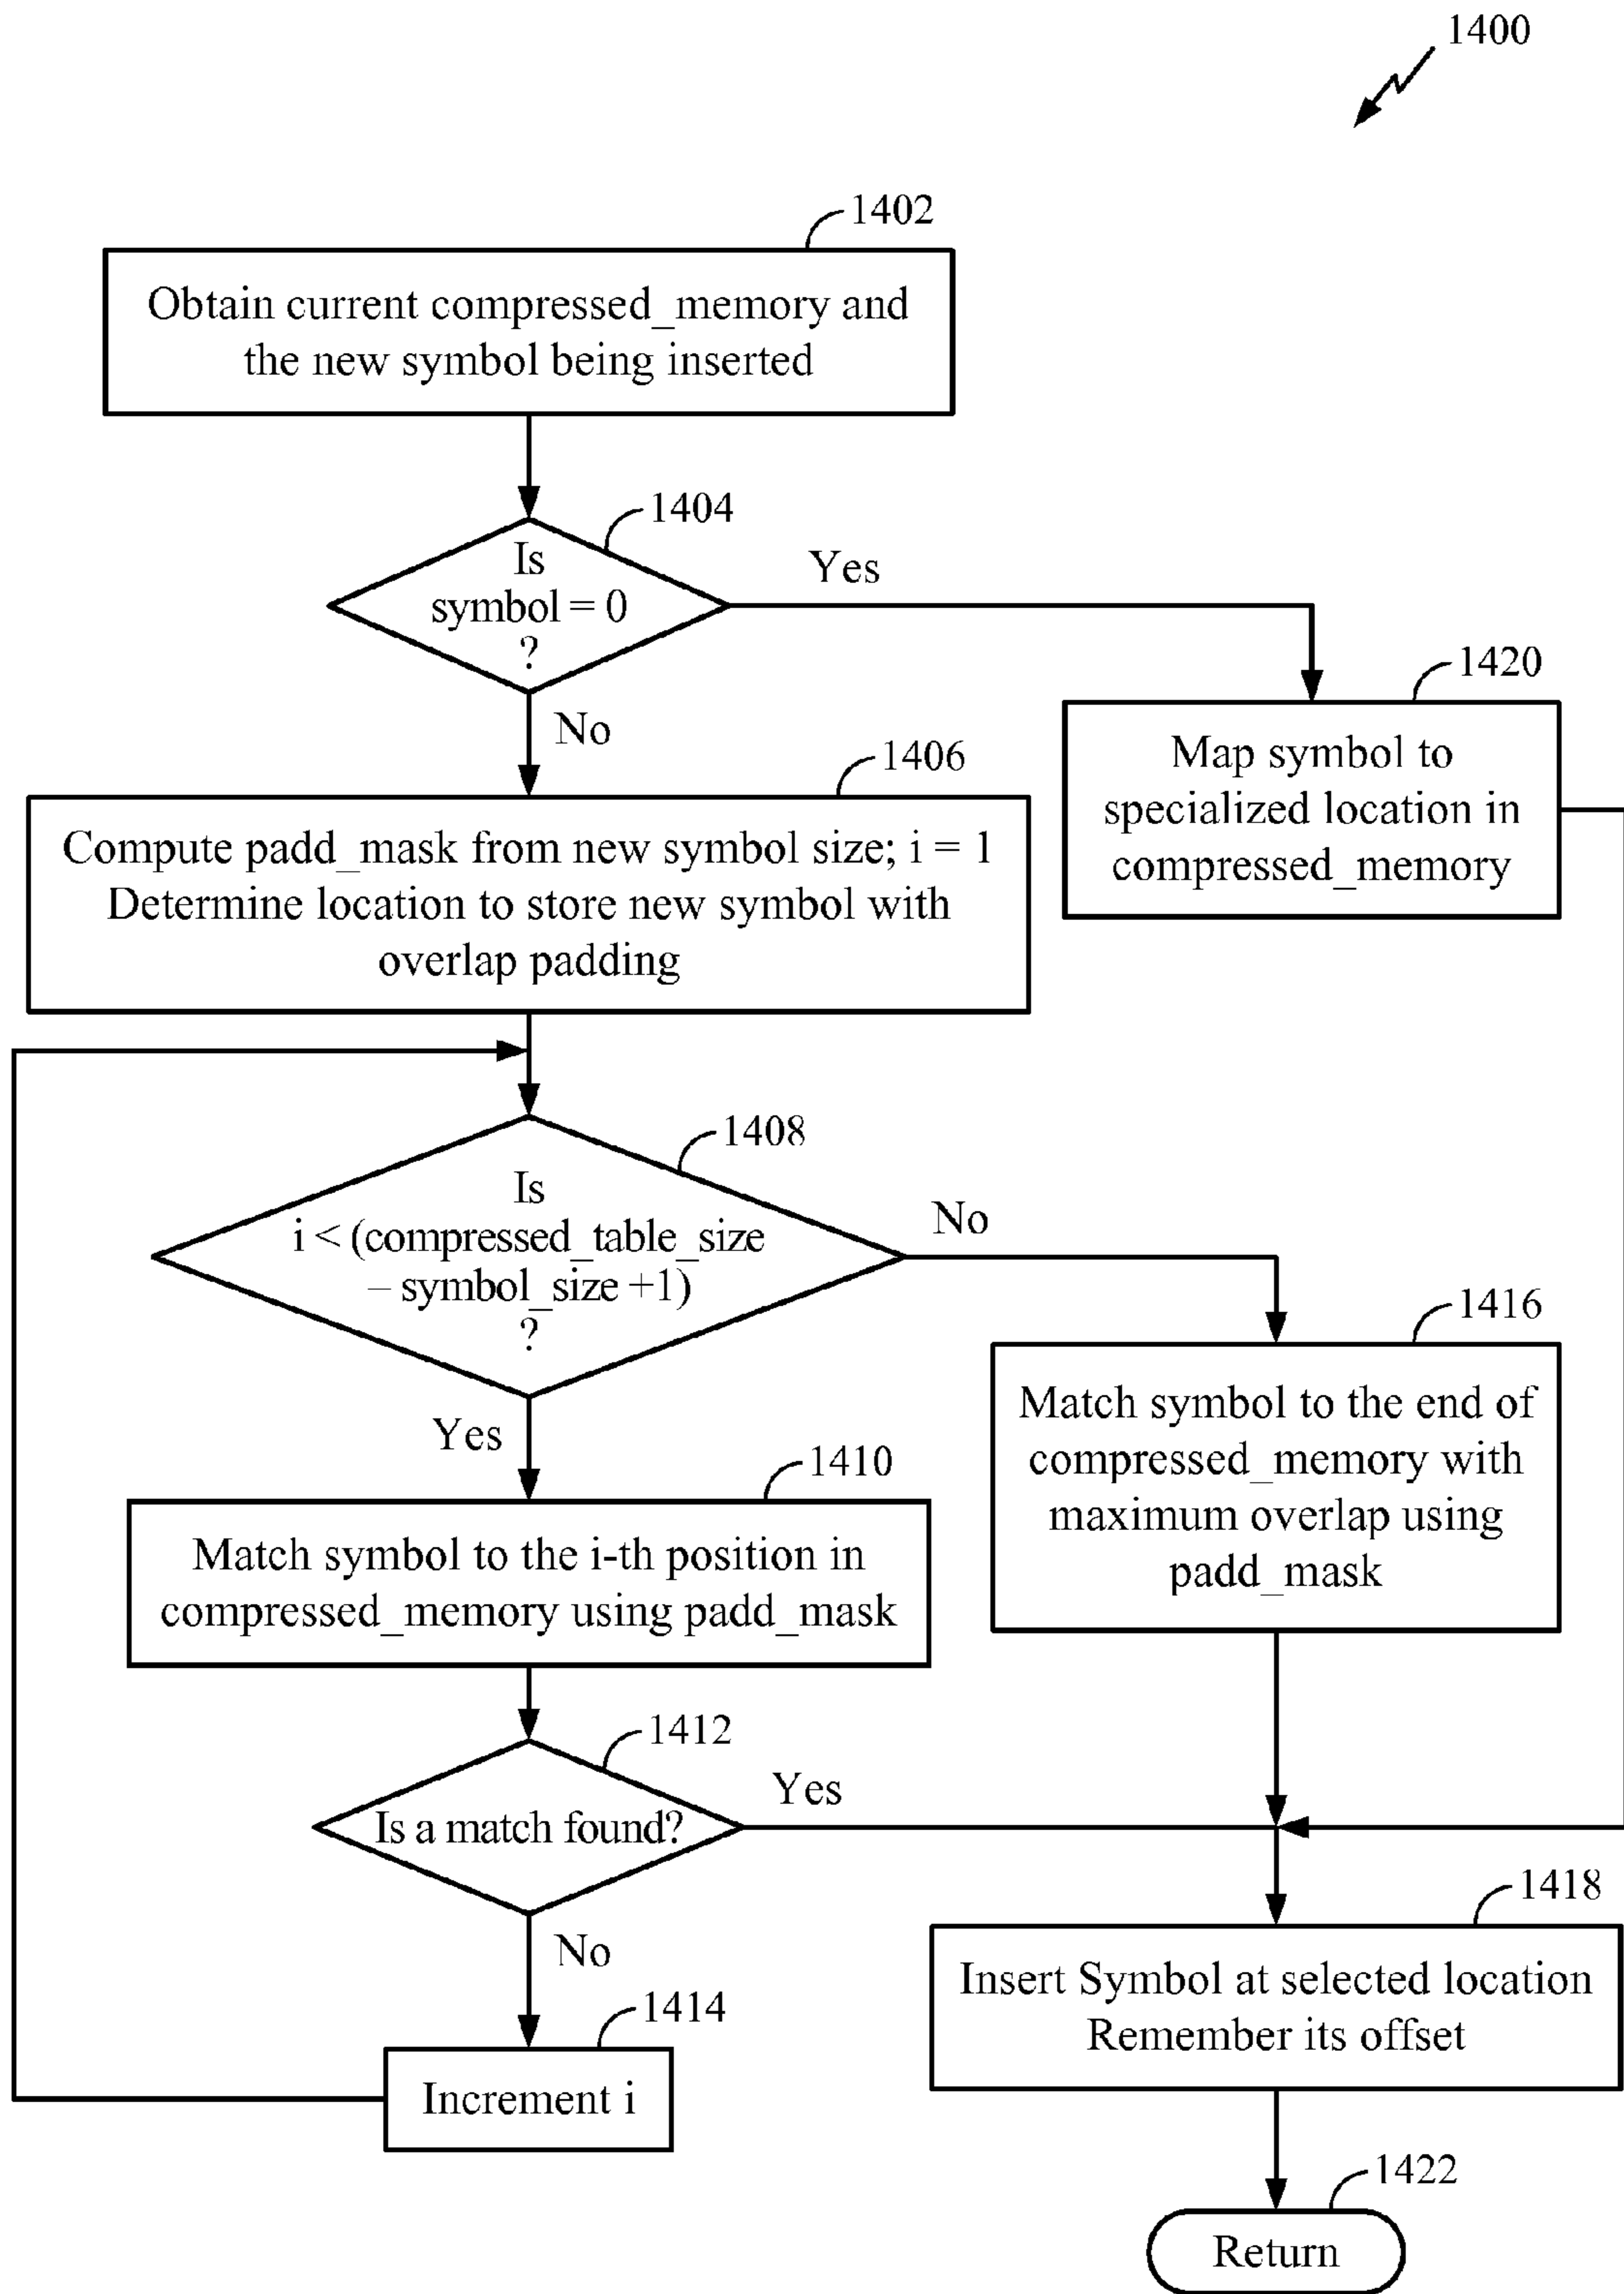 1400
1402
Obtain current compressed_memory and
the new symbol being inserted
1404
Is
symbol = 0
?
Yes
No
1420
Map symbol to
specialized location in
compressed_memory
1406
Compute padd_mask from new symbol size; i = 1
Determine location to store new symbol with
overlap padding
1408
Is
i < (compressed_table_size
– symbol_size +1)
?
No
Yes
1416
Match symbol to the end of
compressed_memory with
maximum overlap using
padd_mask
1410
Match symbol to the i-th position in
compressed_memory using padd_mask
1412
Is a match found?
Yes
No
1418
Insert Symbol at selected location
Remember its offset
1414
Increment i
1422
Return